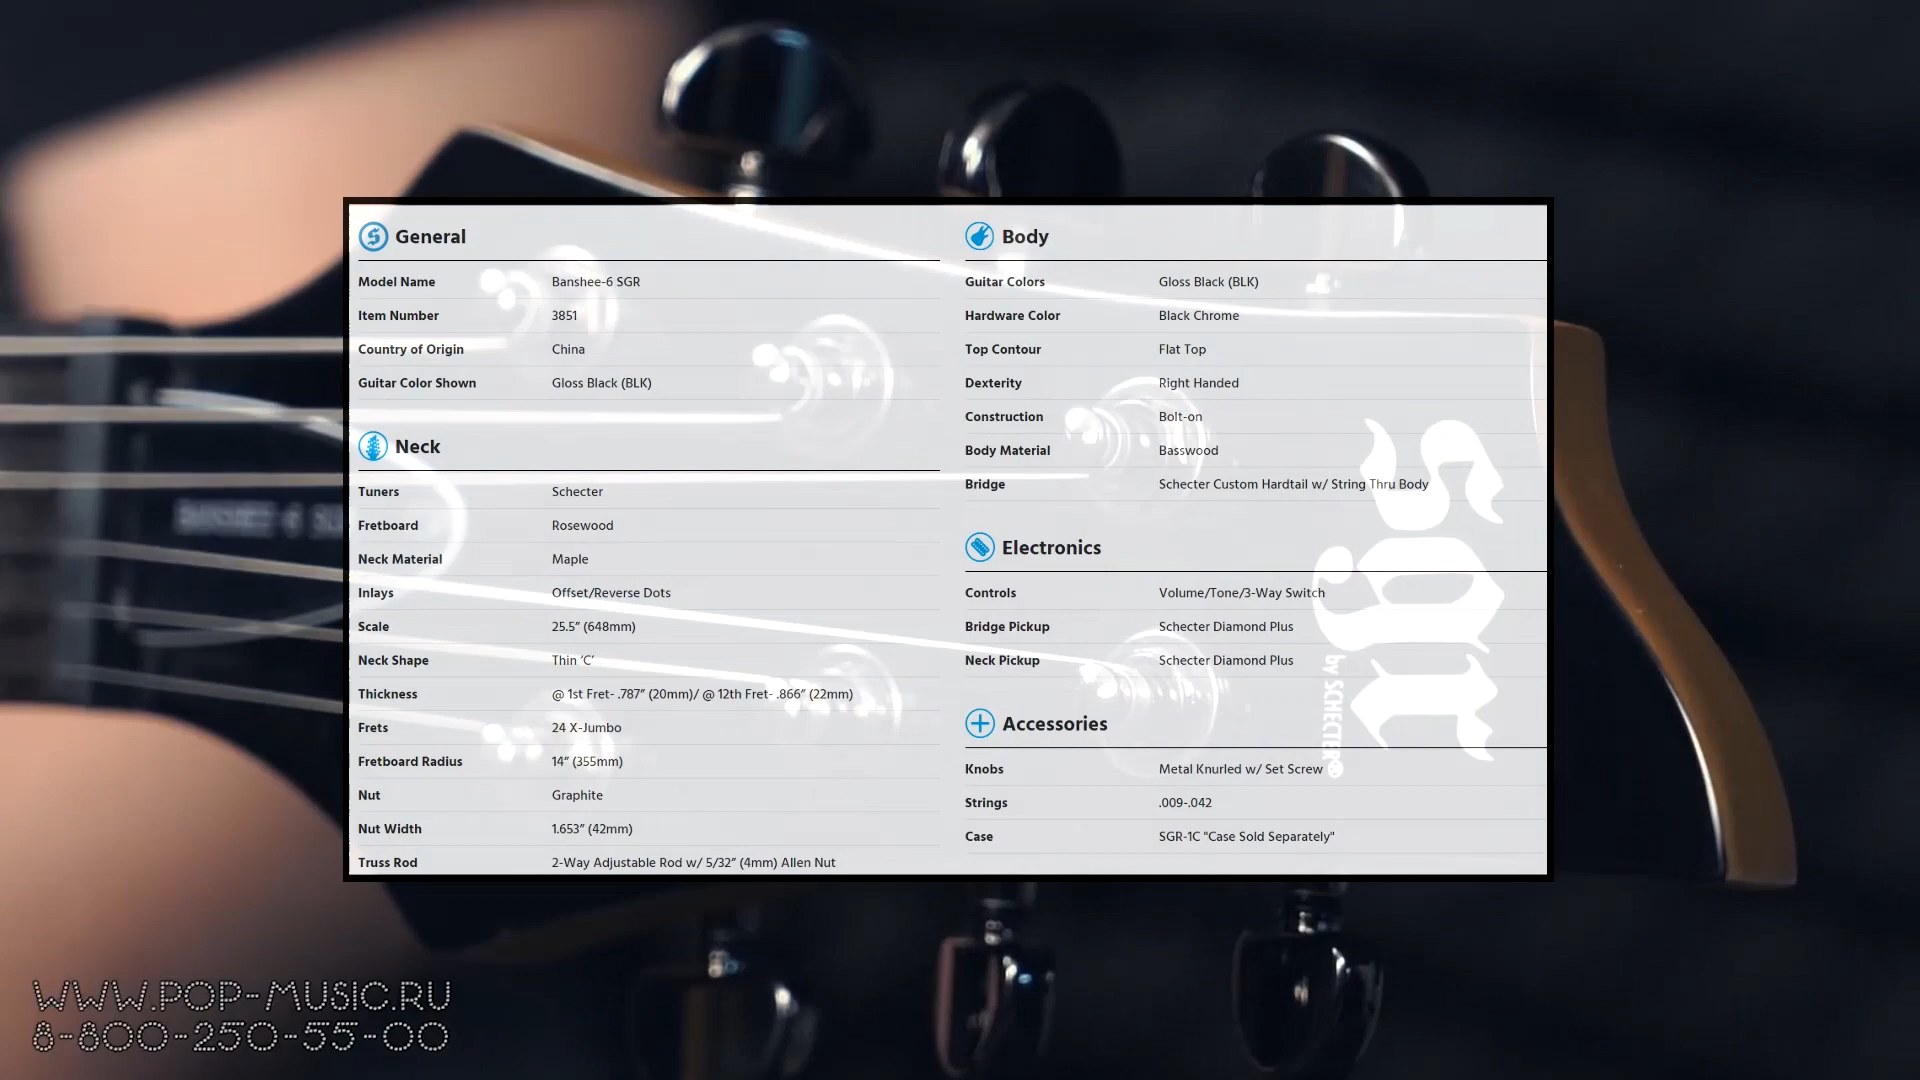 General
Model Name Banshee-6 SGR
Item Number 3851
Country of Origin China
Guitar Color Shown Gloss Black (BLK)
Neck
Tuners Schecter
Fretboard Rosewood
Neck Material Maple
Inlays Offset/Reverse Dots
Scale 25.5” (648mm)
Neck Shape Thin ‘C’
Thickness @ 1st Fret- .787” (20mm)/ @ 12th Fret- .866” (22mm)
Frets 24 X-Jumbo
Fretboard Radius 14” (355mm)
Nut Graphite
Nut Width 1.653” (42mm)
Truss Rod 2-Way Adjustable Rod w/ 5/32” (4mm) Allen Nut
Body
Guitar Colors Gloss Black (BLK)
Hardware Color Black Chrome
Top Contour Flat Top
Dexterity Right Handed
Construction Bolt-on
Body Material Basswood
Bridge Schecter Custom Hardtail w/ String Thru Body
Electronics
Controls Volume/Tone/3-Way Switch
Bridge Pickup Schecter Diamond Plus
Neck Pickup Schecter Diamond Plus
Accessories
Knobs Metal Knurled w/ Set Screw
Strings .009-.042
Case SGR-1C "Case Sold Separately"
sgr
by SCHECTER®
BANSHEE-6
WWW.POP-MUSIC.RU
8-800-250-55-00